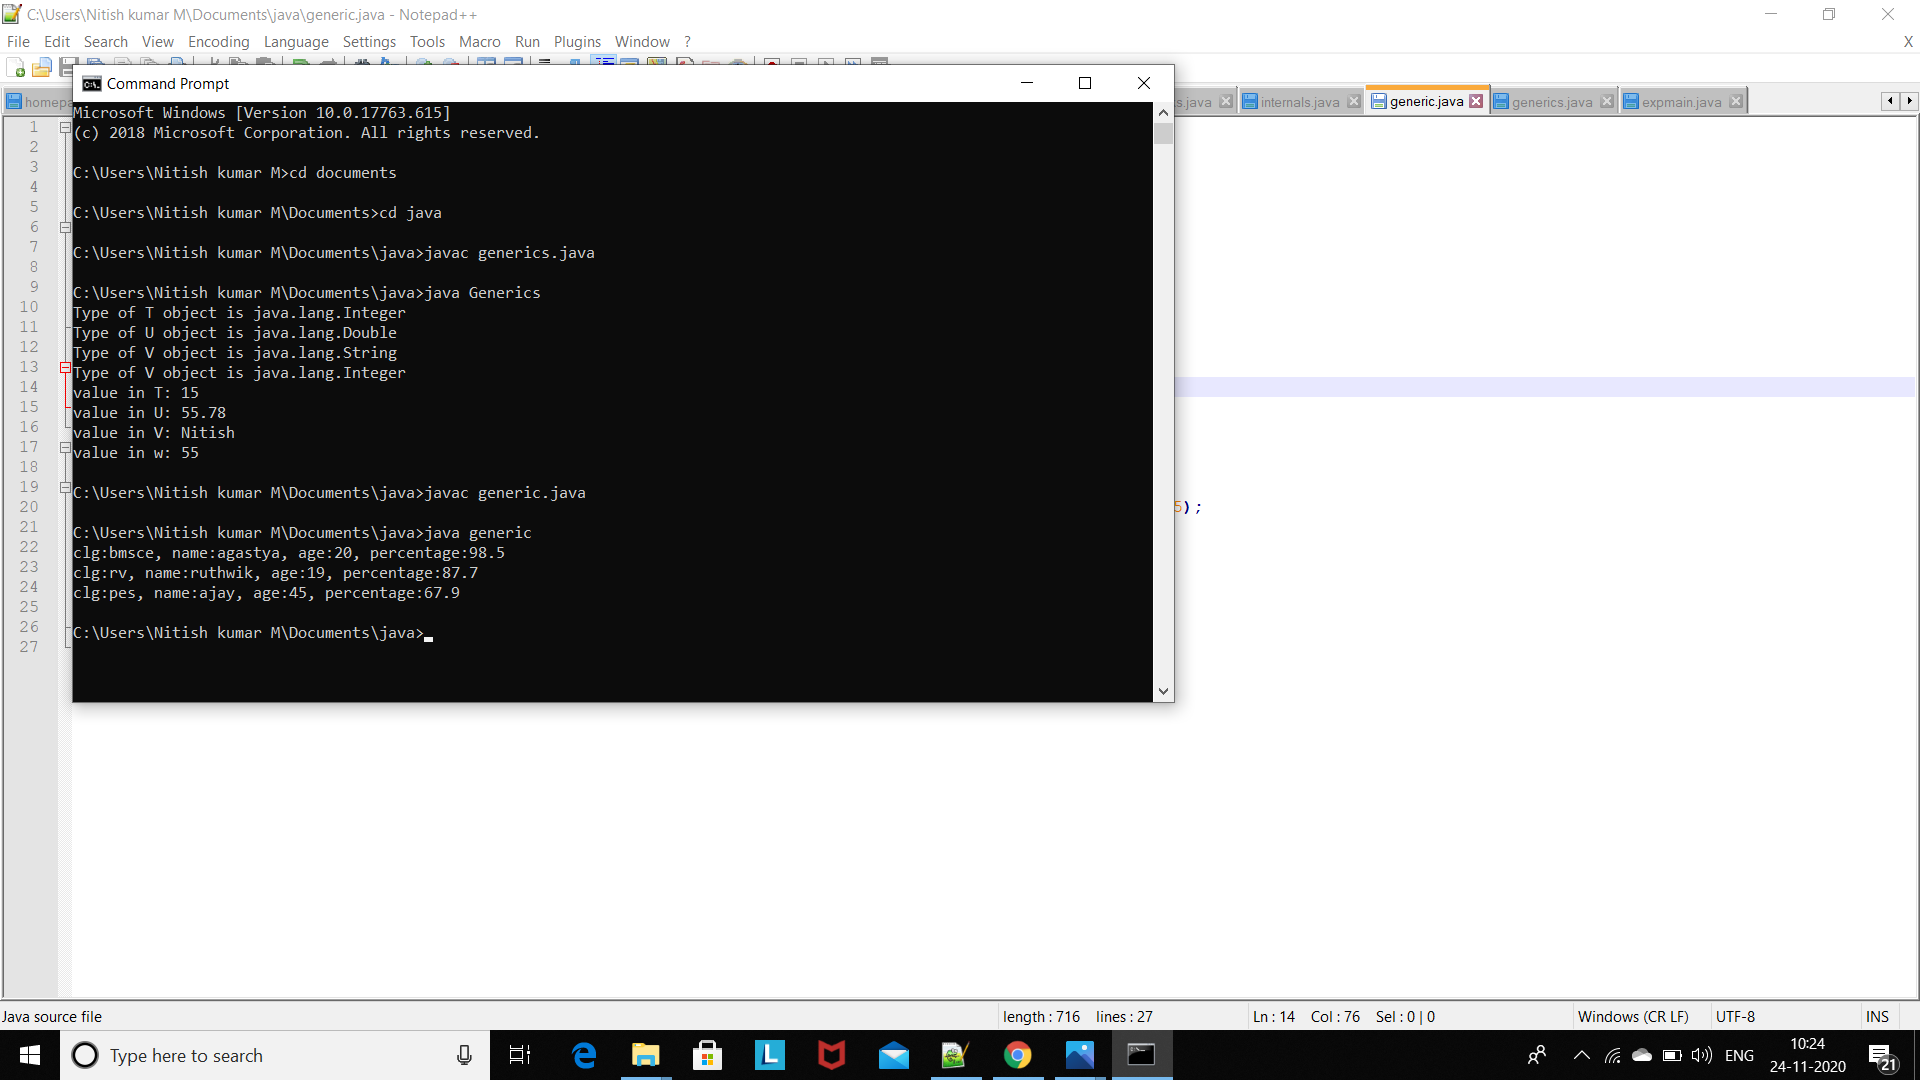 C:\Users\Nitish kumar M\Documents\java\generic.java - Notepad++
File Edit Search View Encoding Language Settings Tools Macro Run Plugins Window ? X
Command Prompt
homepa
s.java internals.java generic.java generics.java expmain.java
1
2
3
4
5
6
7
8
9
10
11
12
13
14
15
16
17
18
19
20
21
22
23
24
25
26
27
Microsoft Windows [Version 10.0.17763.615]
(c) 2018 Microsoft Corporation. All rights reserved.
C:\Users\Nitish kumar M>cd documents
C:\Users\Nitish kumar M\Documents>cd java
C:\Users\Nitish kumar M\Documents\java>javac generics.java
C:\Users\Nitish kumar M\Documents\java>java Generics
Type of T object is java.lang.Integer
Type of U object is java.lang.Double
Type of V object is java.lang.String
Type of V object is java.lang.Integer
value in T: 15
value in U: 55.78
value in V: Nitish
value in w: 55
C:\Users\Nitish kumar M\Documents\java>javac generic.java
C:\Users\Nitish kumar M\Documents\java>java generic
clg:bmsce, name:agastya, age:20, percentage:98.5
clg:rv, name:ruthwik, age:19, percentage:87.7
clg:pes, name:ajay, age:45, percentage:67.9
C:\Users\Nitish kumar M\Documents\java>
5);
Java source file length : 716 lines : 27 Ln : 14 Col : 76 Sel : 0 | 0 Windows (CR LF) UTF-8 INS
Type here to search
ENG
10:24
24-11-2020
21